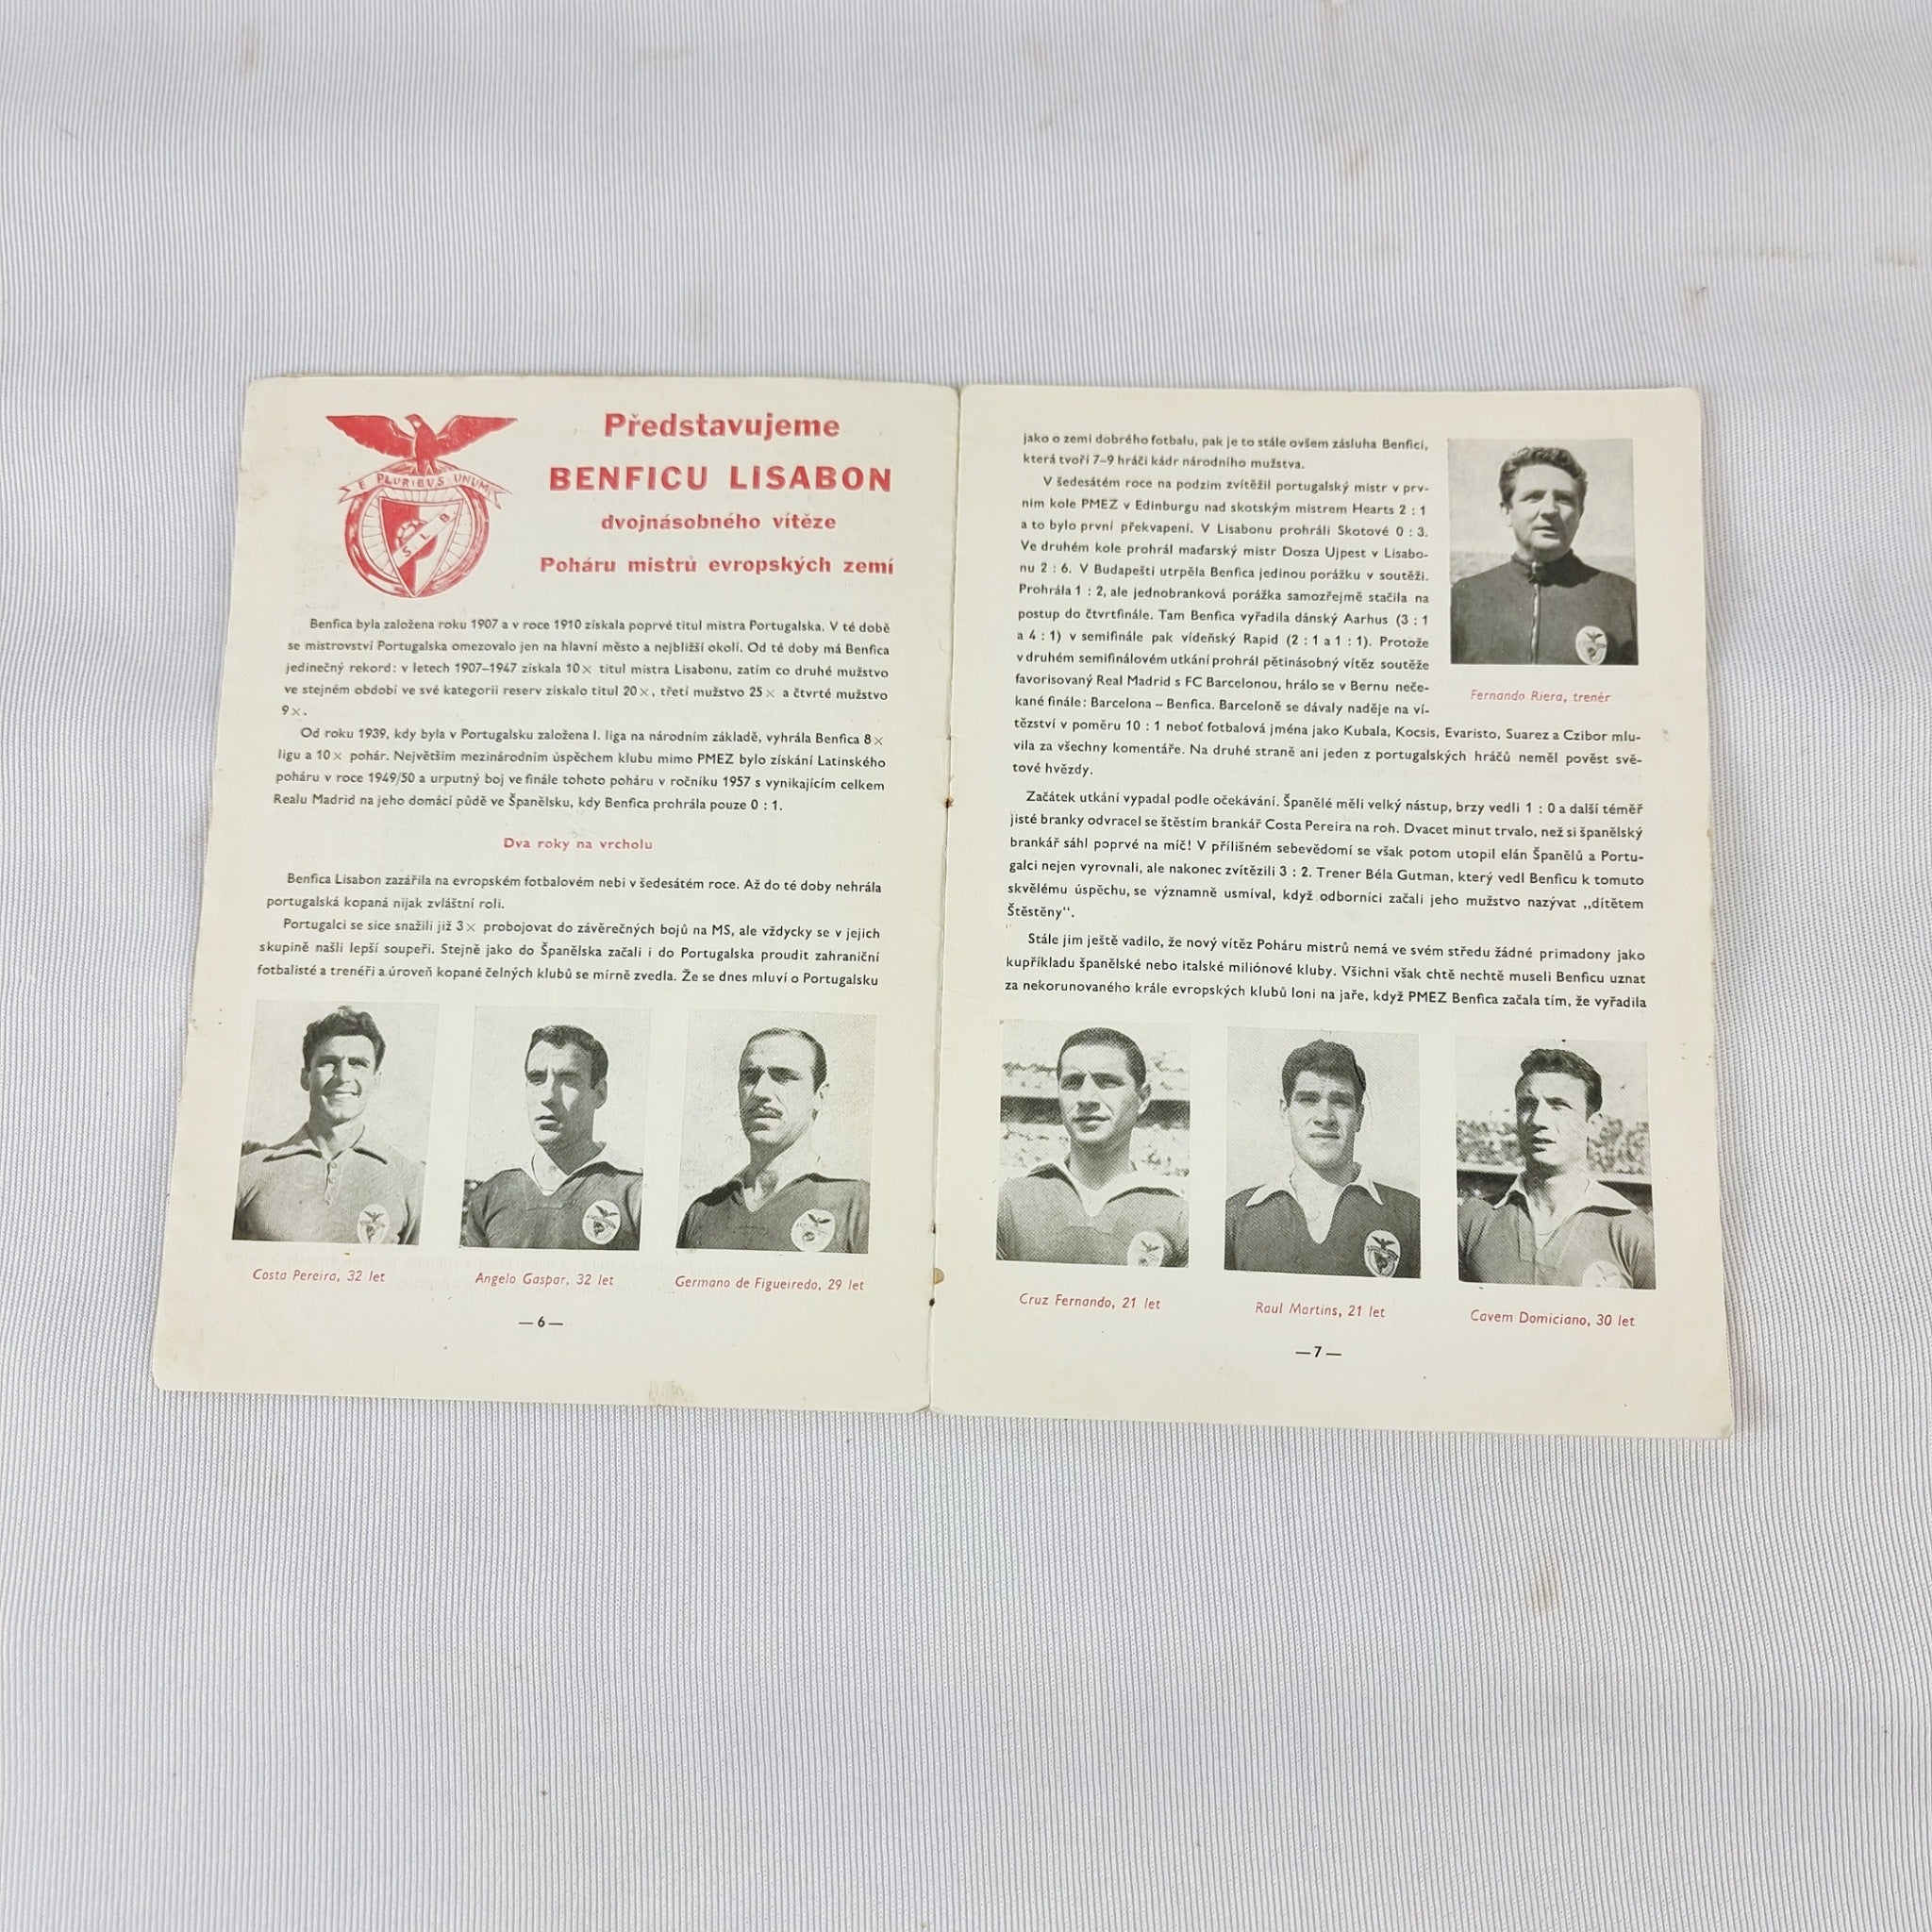 E PLURIBUS UNUM
S L B.
Představujeme
BENFICU LISABON
dvojnásobného vítěze
Poháru mistrů evropských zemí
Benfica byla založena roku 1907 a v roce 1910 získala poprvé titul mistra Portugalska. V té době
se mistrovství Portugalska omezovalo jen na hlavní město a nejbližší okolí. Od té doby má Benfica
jedinečný rekord: v letech 1907–1947 získala 10× titul mistra Lisabonu, zatím co druhé mužstvo
ve stejném období ve své kategorii reserv získalo titul 20×, třetí mužstvo 25× a čtvrté mužstvo
9×.
Od roku 1939, kdy byla v Portugalsku založena I. liga na národním základě, vyhrála Benfica 8×
ligu a 10× pohár. Největším mezinárodním úspěchem klubu mimo PMEZ bylo získání Latinského
poháru v roce 1949/50 a urputný boj ve finále tohoto poháru v ročníku 1957 s vynikajícím celkem
Realu Madrid na jeho domácí půdě ve Španělsku, kdy Benfica prohrála pouze 0 : 1.
Dva roky na vrcholu
Benfica Lisabon zazářila na evropském fotbalovém nebi v šedesátém roce. Až do té doby nehrála
portugalská kopaná nijak zvláštní roli.
Portugalci se sice snažili již 3× probojovat do závěrečných bojů na MS, ale vždycky se v jejich
skupině našli lepší soupeři. Stejně jako do Španělska začali i do Portugalska proudit zahraniční
fotbalisté a trenéři a úroveň kopané čelných klubů se mírně zvedla. Že se dnes mluví o Portugalsku
Costa Pereira, 32 let
Angelo Gaspar, 32 let
Germano de Figueiredo, 29 let
—6—
jako o zemi dobrého fotbalu, pak je to stále ovšem zásluha Benfici,
která tvoří 7–9 hráči kádr národního mužstva.
V šedesátém roce na podzim zvítěžil portugalský mistr v prv-
ním kole PMEZ v Edinburgu nad skotským mistrem Hearts 2 : 1
a to bylo první překvapení. V Lisabonu prohráli Skotové 0 : 3.
Ve druhém kole prohrál maďarský mistr Dosza Ujpest v Lisabo-
nu 2 : 6. V Budapešti utrpěla Benfica jedinou porážku v soutěži.
Prohrála 1 : 2, ale jednobranková porážka samozřejmě stačila na
postup do čtvrtfinále. Tam Benfica vyřadila dánský Aarhus (3 : 1
a 4 : 1) v semifinále pak vídeňský Rapid (2 : 1 a 1 : 1). Protože
v druhém semifinálovém utkání prohrál pětinásobný vítěz soutěže
favorisovaný Real Madrid s FC Barcelonou, hrálo se v Bernu neče-
kané finále: Barcelona – Benfica. Barceloně se dávaly naděje na ví-
tězství v poměru 10 : 1 neboť fotbalová jména jako Kubala, Kocsis, Evaristo, Suarez a Czibor mlu-
vila za všechny komentáře. Na druhé straně ani jeden z portugalských hráčů neměl pověst svě-
tové hvězdy.
Fernando Riera, trenér
Začátek utkání vypadal podle očekávání. Španělé měli velký nástup, brzy vedli 1 : 0 a další téměř
jisté branky odvracel se štěstím brankář Costa Pereira na roh. Dvacet minut trvalo, než si španělský
brankář sáhl poprvé na míč! V přílišném sebevědomí se však potom utopil elán Španělů a Portu-
galci nejen vyrovnali, ale nakonec zvítězili 3 : 2. Trener Béla Gutman, který vedl Benficu k tomuto
skvělému úspěchu, se významně usmíval, když odborníci začali jeho mužstvo nazývat „dítětem
Štěstěny“.
Stále jim ještě vadilo, že nový vítěz Poháru mistrů nemá ve svém středu žádné primadony jako
kupříkladu španělské nebo italské miliónové kluby. Všichni však chtě nechtě museli Benficu uznat
za nekorunovaného krále evropských klubů loni na jaře, když PMEZ Benfica začala tím, že vyřadila
Cruz Fernando, 21 let
Raul Martins, 21 let
Cavem Domiciano, 30 let
—7—